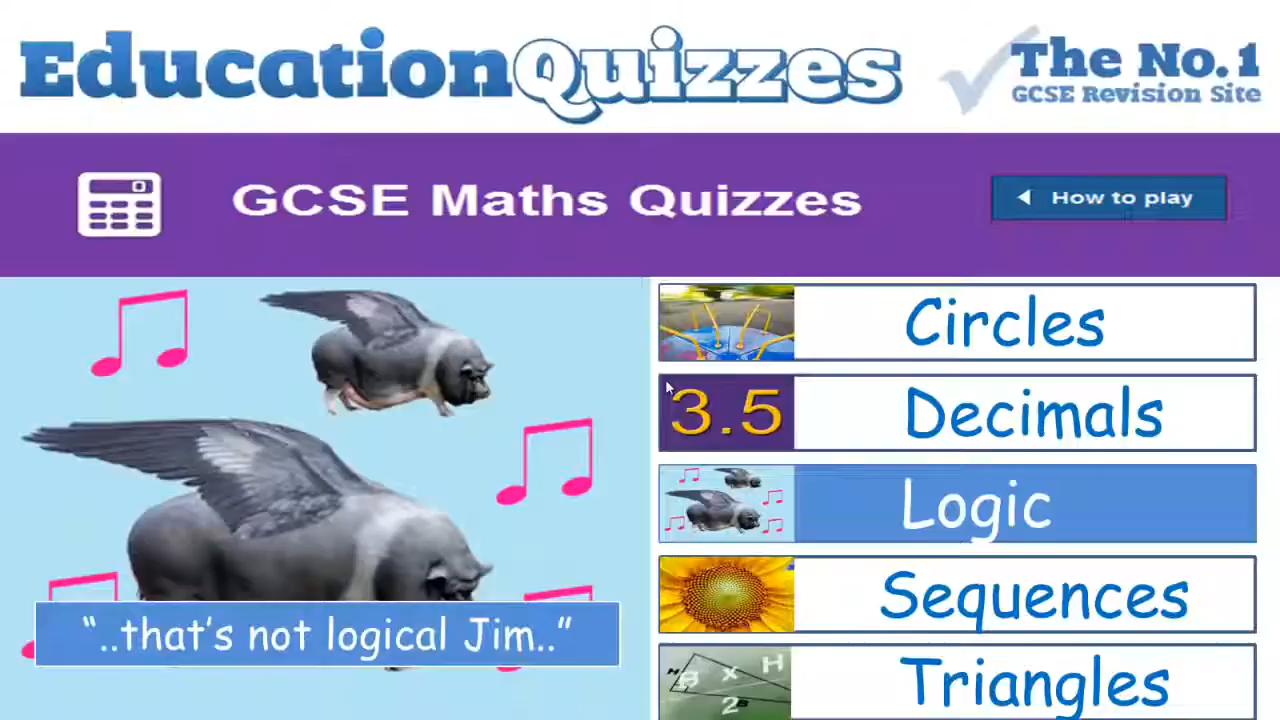 EducationQuizzes
The No.1
GCSE Revision Site
GCSE Maths Quizzes
How to play
Circles
3.5
Decimals
Logic
Sequences
Triangles
"..that's not logical Jim.."